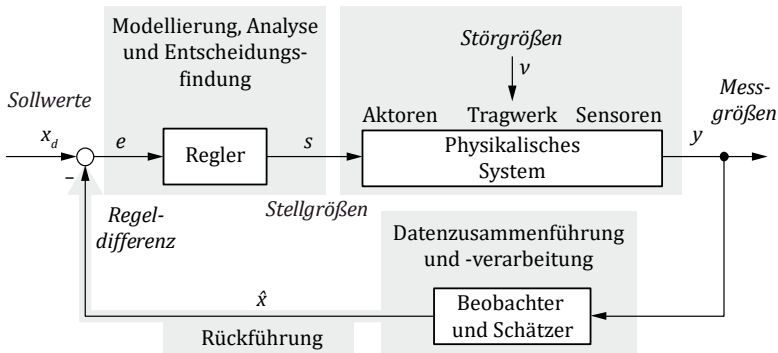 Modellierung, Analyse
und Entscheidungs-
findung
Störgrößen
ν
Sollwerte
Mess-
größen
Aktoren Tragwerk Sensoren
x_d
e
Regler
s
Physikalisches
System
y
–
Regel-
differenz
Stellgrößen
Datenzusammenführung
und -verarbeitung
x̂
Beobachter
und Schätzer
Rückführung